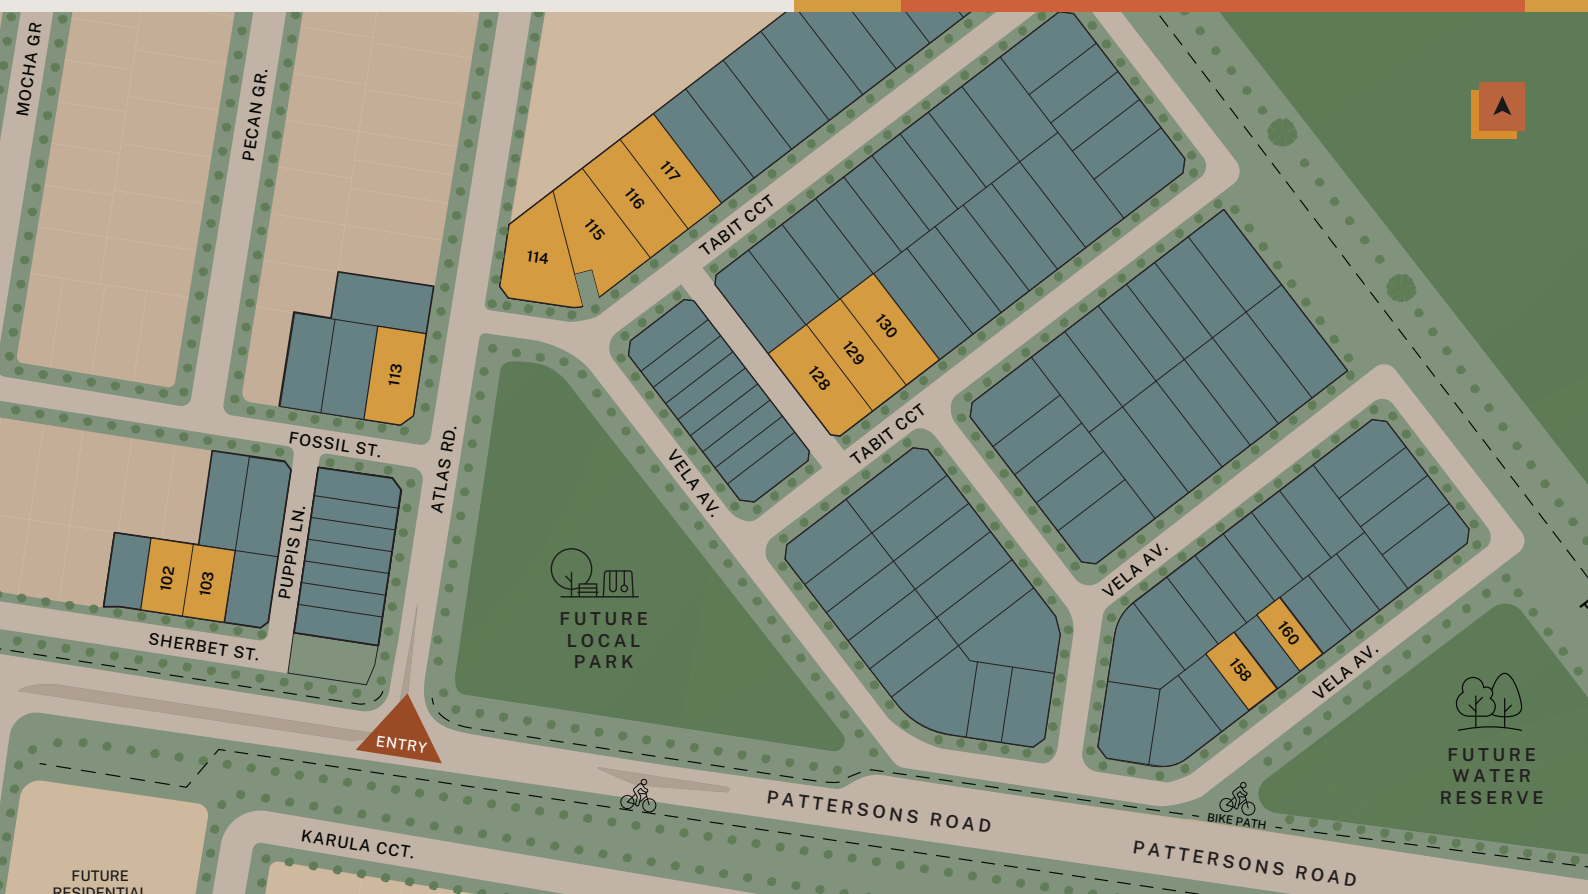 MOCHA GR
PECAN GR.
117
116
115
114
TABIT CCT
113
130
129
128
FOSSIL ST.
ATLAS RD.
VELA AV.
TABIT CCT
PUPPIS LN.
102
103
SHERBET ST.
FUTURE
LOCAL
PARK
VELA AV.
160
158
VELA AV.
ENTRY
FUTURE
WATER
RESERVE
PATTERSONS ROAD
BIKE PATH
PATTERSONS ROAD
KARULA CCT.
FUTURE
RESIDENTIAL